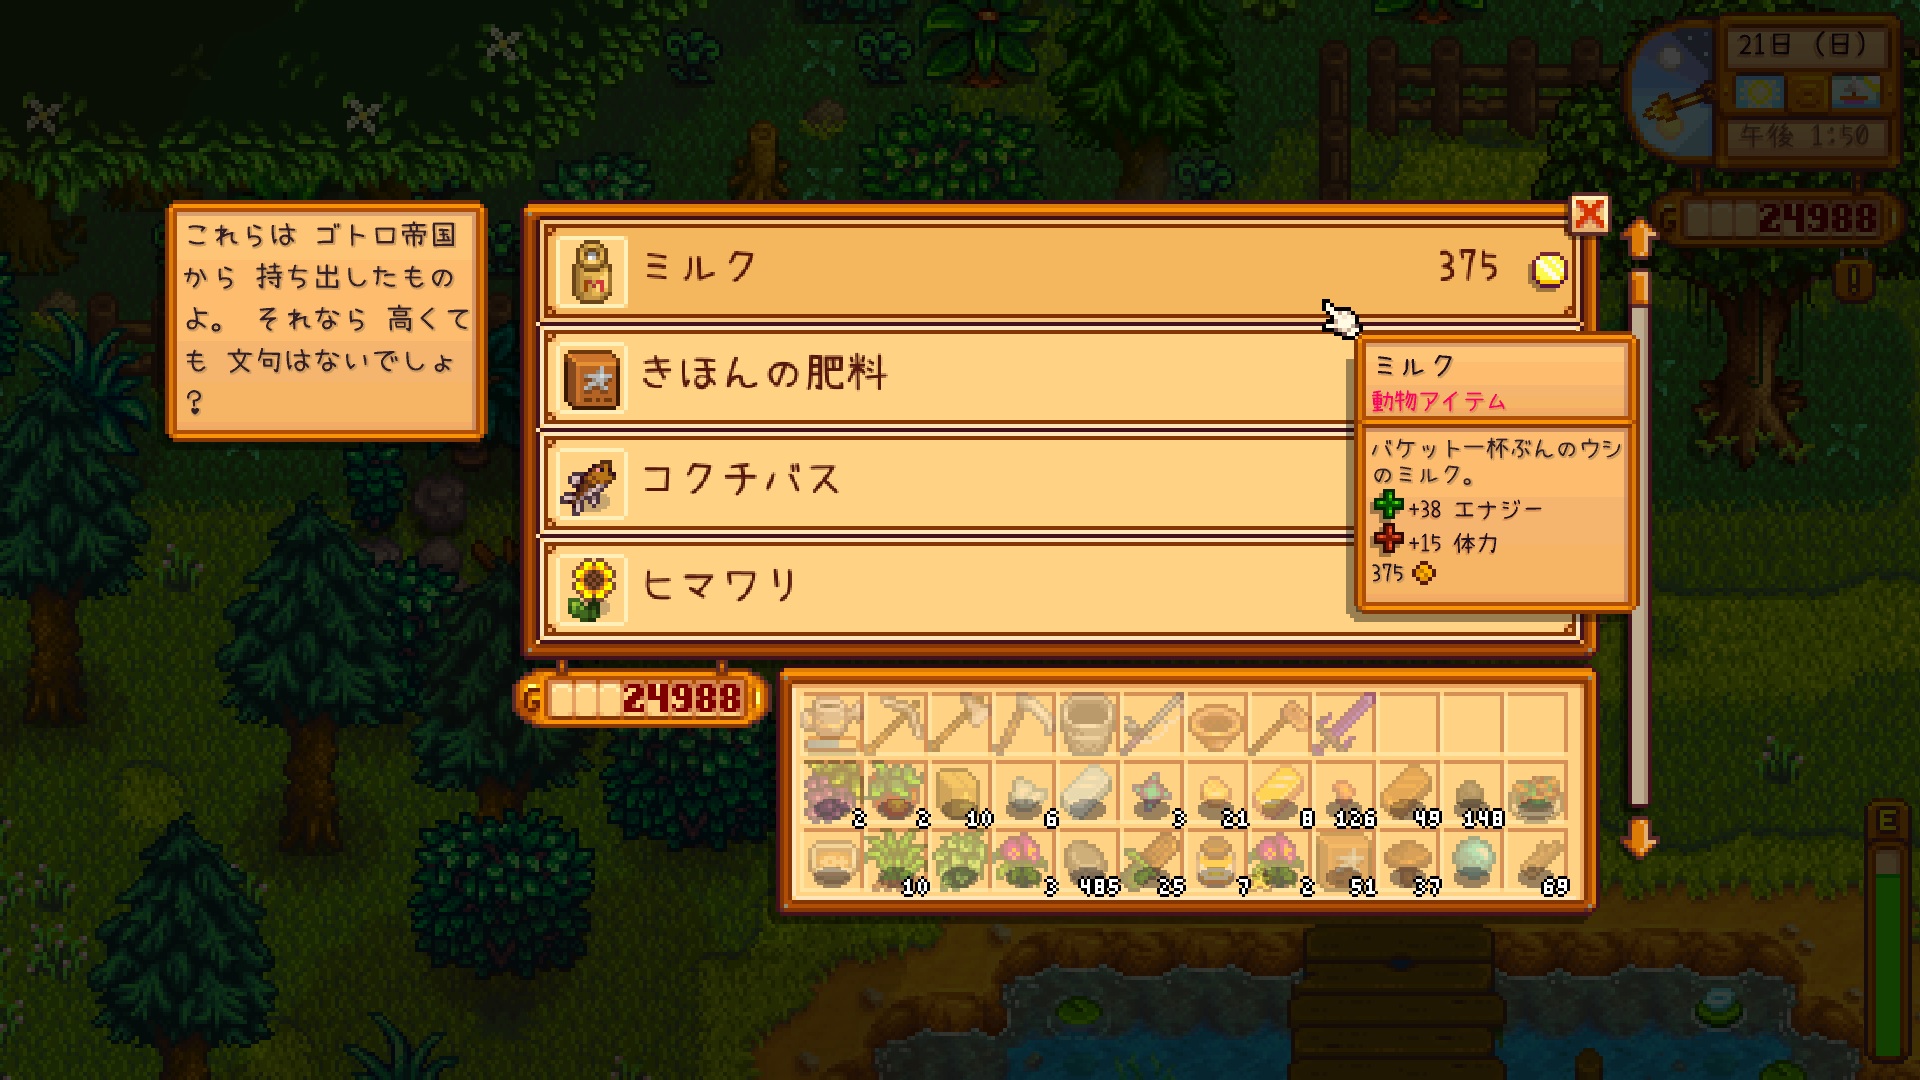 21日 (日)
午後 1:50
24988
これらは ゴトロ帝国
から 持ち出したもの
よ。 それなら 高くて
も 文句はないでしょ
?
ミルク
375
きほんの肥料
コクチバス
ヒマワリ
ミルク
動物アイテム
バケット一杯ぶんのウシ
のミルク。
+38 エナジー
+15 体力
375
G 24988
2 2 10 6 3 21 8 136 49 148
10 3 485 25 7 2 51 37 69
E